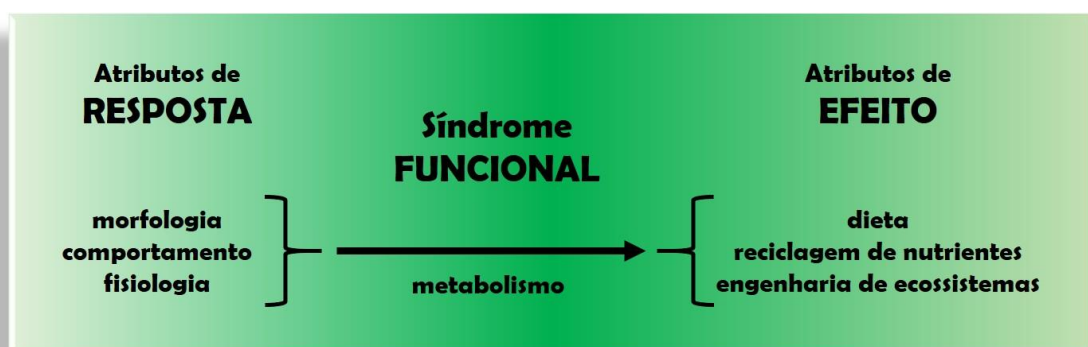 Atributos de
RESPOSTA
morfologia
comportamento
fisiologia
Síndrome
FUNCIONAL
metabolismo
Atributos de
EFEITO
dieta
reciclagem de nutrientes
engenharia de ecossistemas